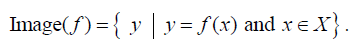 Image(f) = { y | y = f(x) and x ∈ X } .